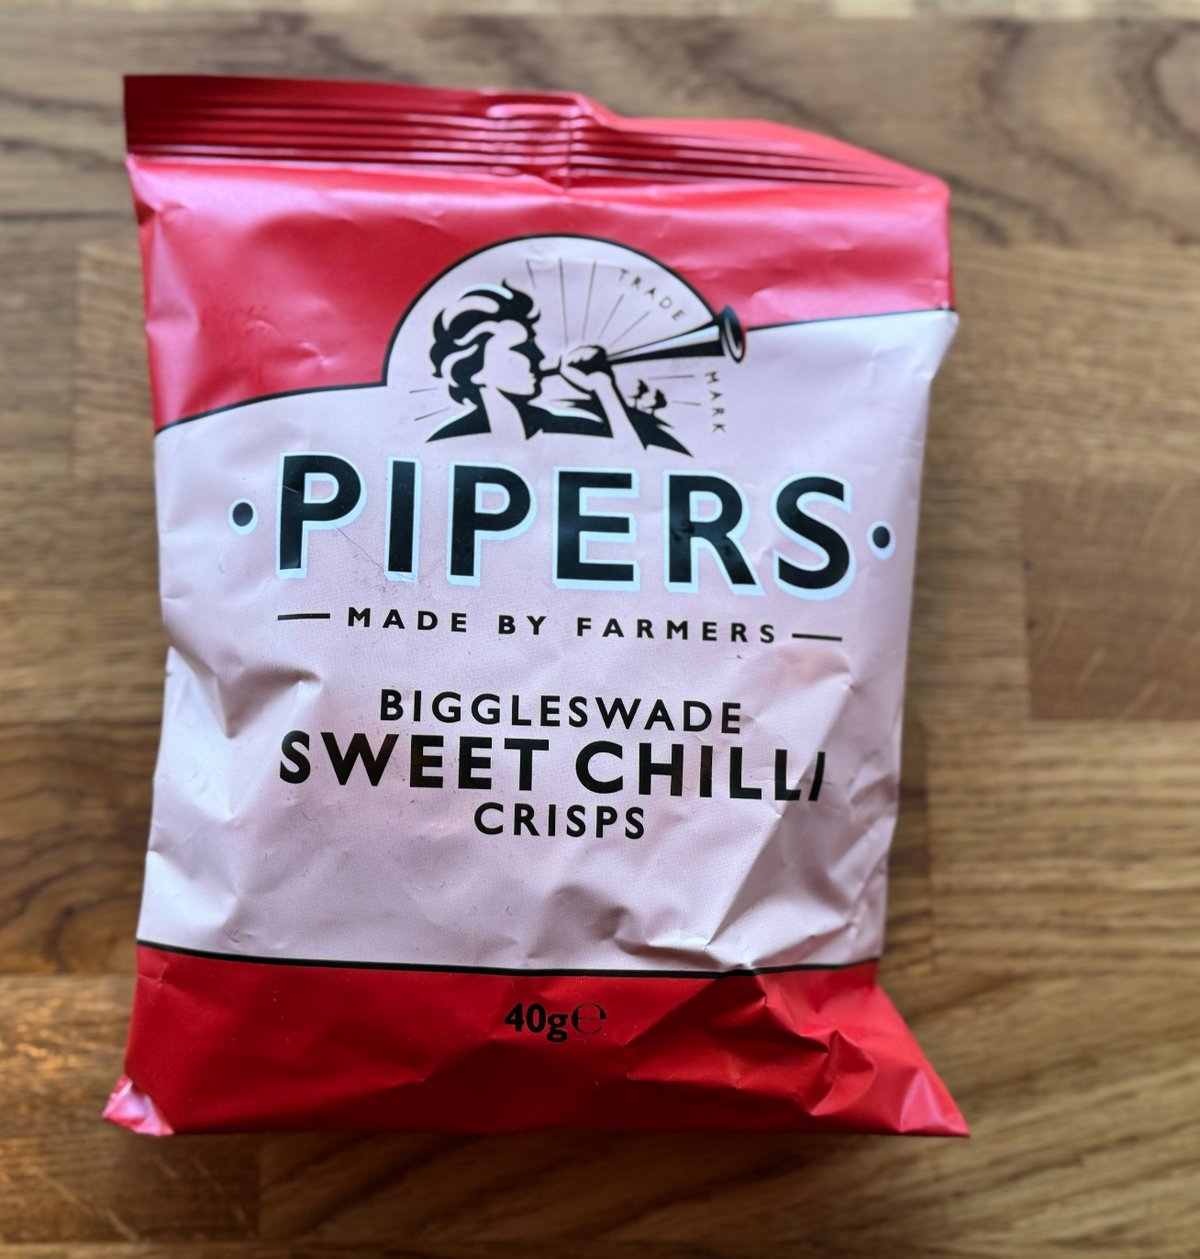 TRADE MARK
PIPERS
MADE BY FARMERS
BIGGLESWADE
SWEET CHILLI
CRISPS
40g℮